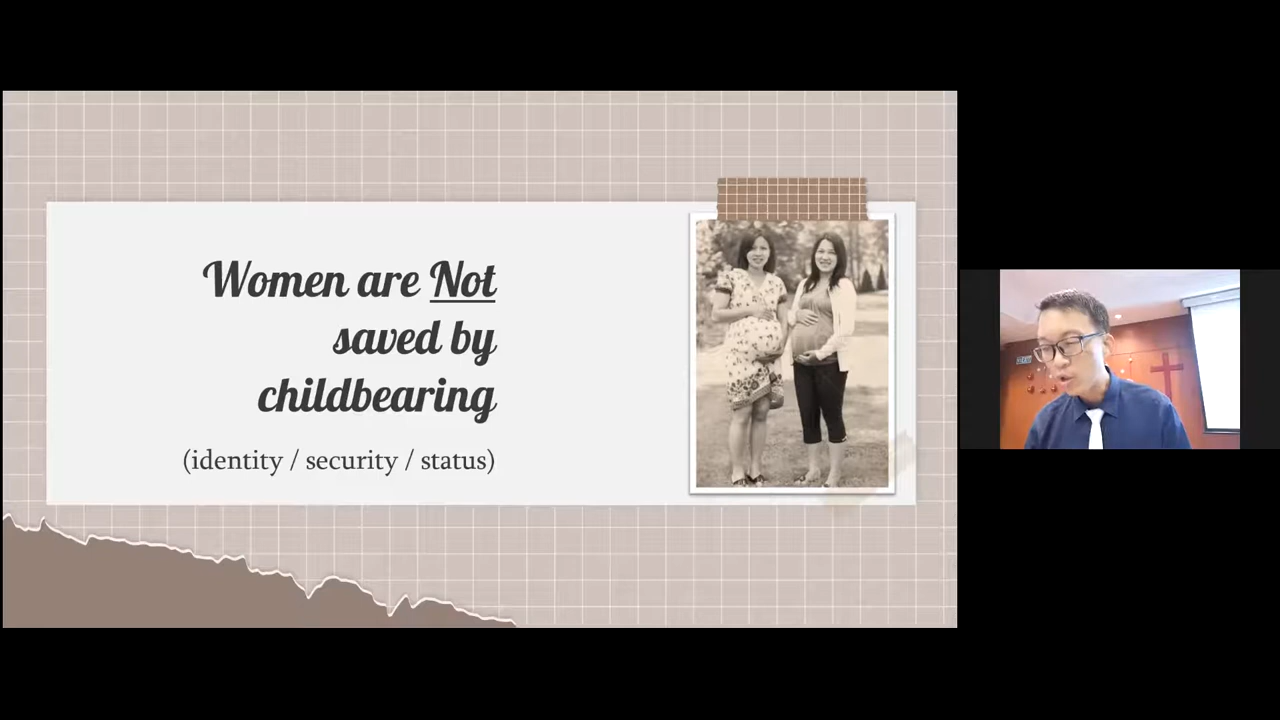 Women are Not
saved by
childbearing
(identity / security / status)